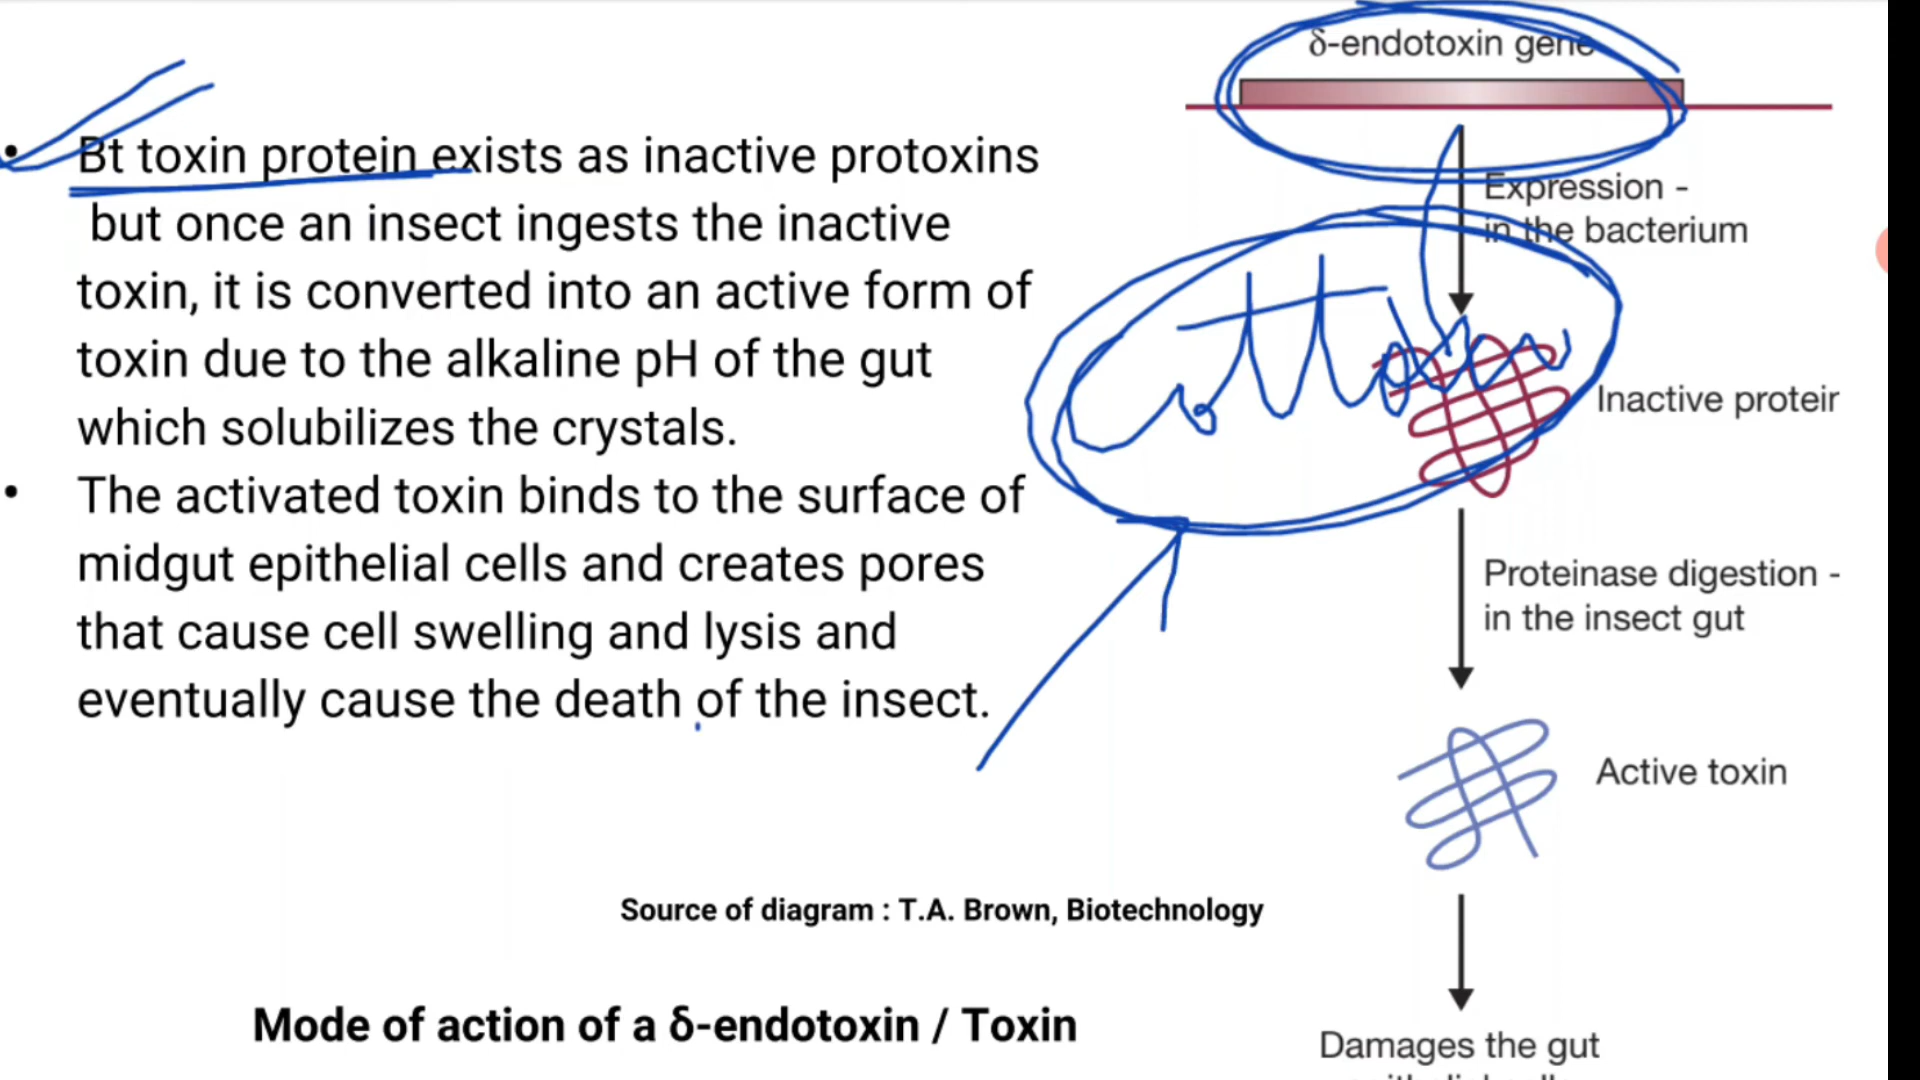 δ-endotoxin gene
• Bt toxin protein exists as inactive protoxins
but once an insect ingests the inactive
toxin, it is converted into an active form of
toxin due to the alkaline pH of the gut
which solubilizes the crystals.
• The activated toxin binds to the surface of
midgut epithelial cells and creates pores
that cause cell swelling and lysis and
eventually cause the death of the insect.
Expression -
in the bacterium
Inactive protein
Proteinase digestion -
in the insect gut
Active toxin
Damages the gut
Source of diagram : T.A. Brown, Biotechnology
Mode of action of a δ-endotoxin / Toxin